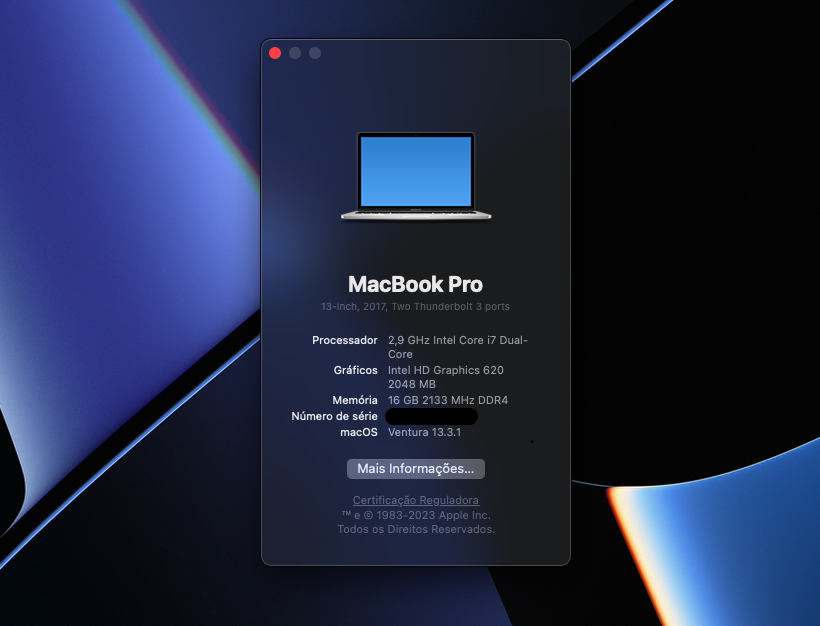 MacBook Pro
13-inch, 2017, Two Thunderbolt 3 ports
Processador 2,9 GHz Intel Core i7 Dual-
Core
Gráficos Intel HD Graphics 620
2048 MB
Memória 16 GB 2133 MHz DDR4
Número de série
macOS Ventura 13.3.1
Mais Informações...
Certificação Reguladora
™ e © 1983-2023 Apple Inc.
Todos os Direitos Reservados.